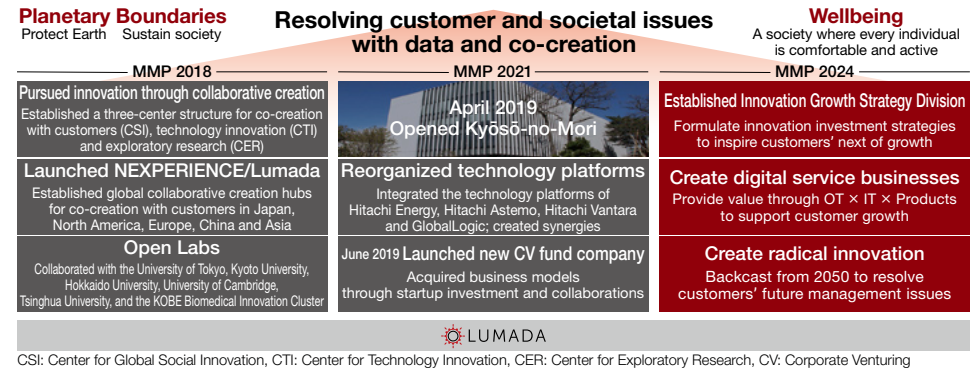 Planetary Boundaries
Protect Earth Sustain society
Resolving customer and societal issues
with data and co-creation
Wellbeing
A society where every individual
is comfortable and active
MMP 2018
Pursued innovation through collaborative creation
Established a three-center structure for co-creation
with customers (CSI), technology innovation (CTI)
and exploratory research (CER)
Launched NEXPERIENCE/Lumada
Established global collaborative creation hubs
for co-creation with customers in Japan,
North America, Europe, China and Asia
Open Labs
Collaborated with the University of Tokyo, Kyoto University,
Hokkaido University, University of Cambridge,
Tsinghua University, and the KOBE Biomedical Innovation Cluster
MMP 2021
April 2019
Opened Kyōsō-no-Mori
Reorganized technology platforms
Integrated the technology platforms of
Hitachi Energy, Hitachi Astemo, Hitachi Vantara
and GlobalLogic; created synergies
June 2019 Launched new CV fund company
Acquired business models
through startup investment and collaborations
MMP 2024
Established Innovation Growth Strategy Division
Formulate innovation investment strategies
to inspire customers' next of growth
Create digital service businesses
Provide value through OT × IT × Products
to support customer growth
Create radical innovation
Backcast from 2050 to resolve
customers' future management issues
LUMADA
CSI: Center for Global Social Innovation, CTI: Center for Technology Innovation, CER: Center for Exploratory Research, CV: Corporate Venturing